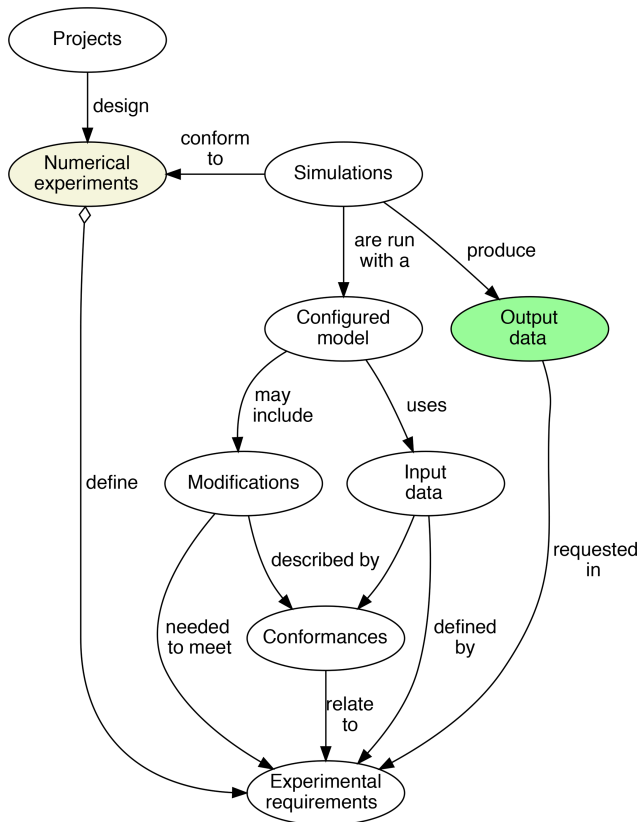 Projects
design
conform
to
Numerical
experiments
Simulations
are run
with a
produce
Configured
model
Output
data
may
include
uses
define
Modifications
Input
data
described by
requested
in
needed
to meet
Conformances
defined
by
relate
to
Experimental
requirements